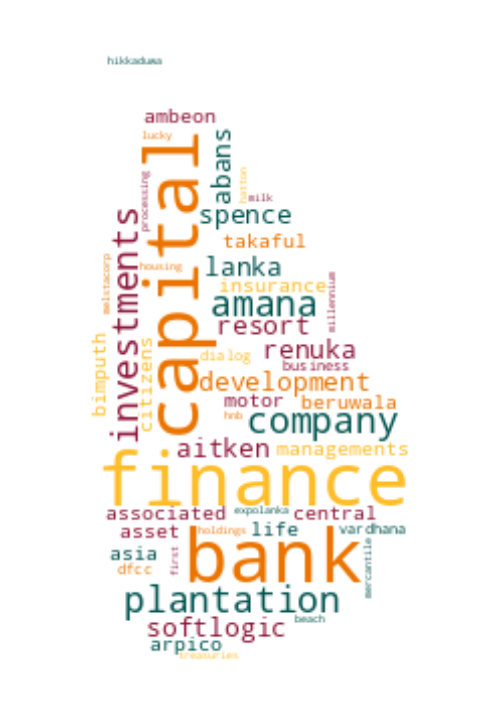 hikkaduwa
ambeon
lucky
capital
abans
processing
hatton
milk
spence
investments
takaful
lanka
housing
melstacorp
insurance
millennium
amana
resort
renuka
dialog
business
bimputh
citizens
development
motor
beruwala
hnb
company
aitken
managements
finance
associated
expolanka
central
asset
holdings
life
vardhana
bank
asia
first
dfcc
mercantile
plantation
beach
softlogic
arpico
treasuries